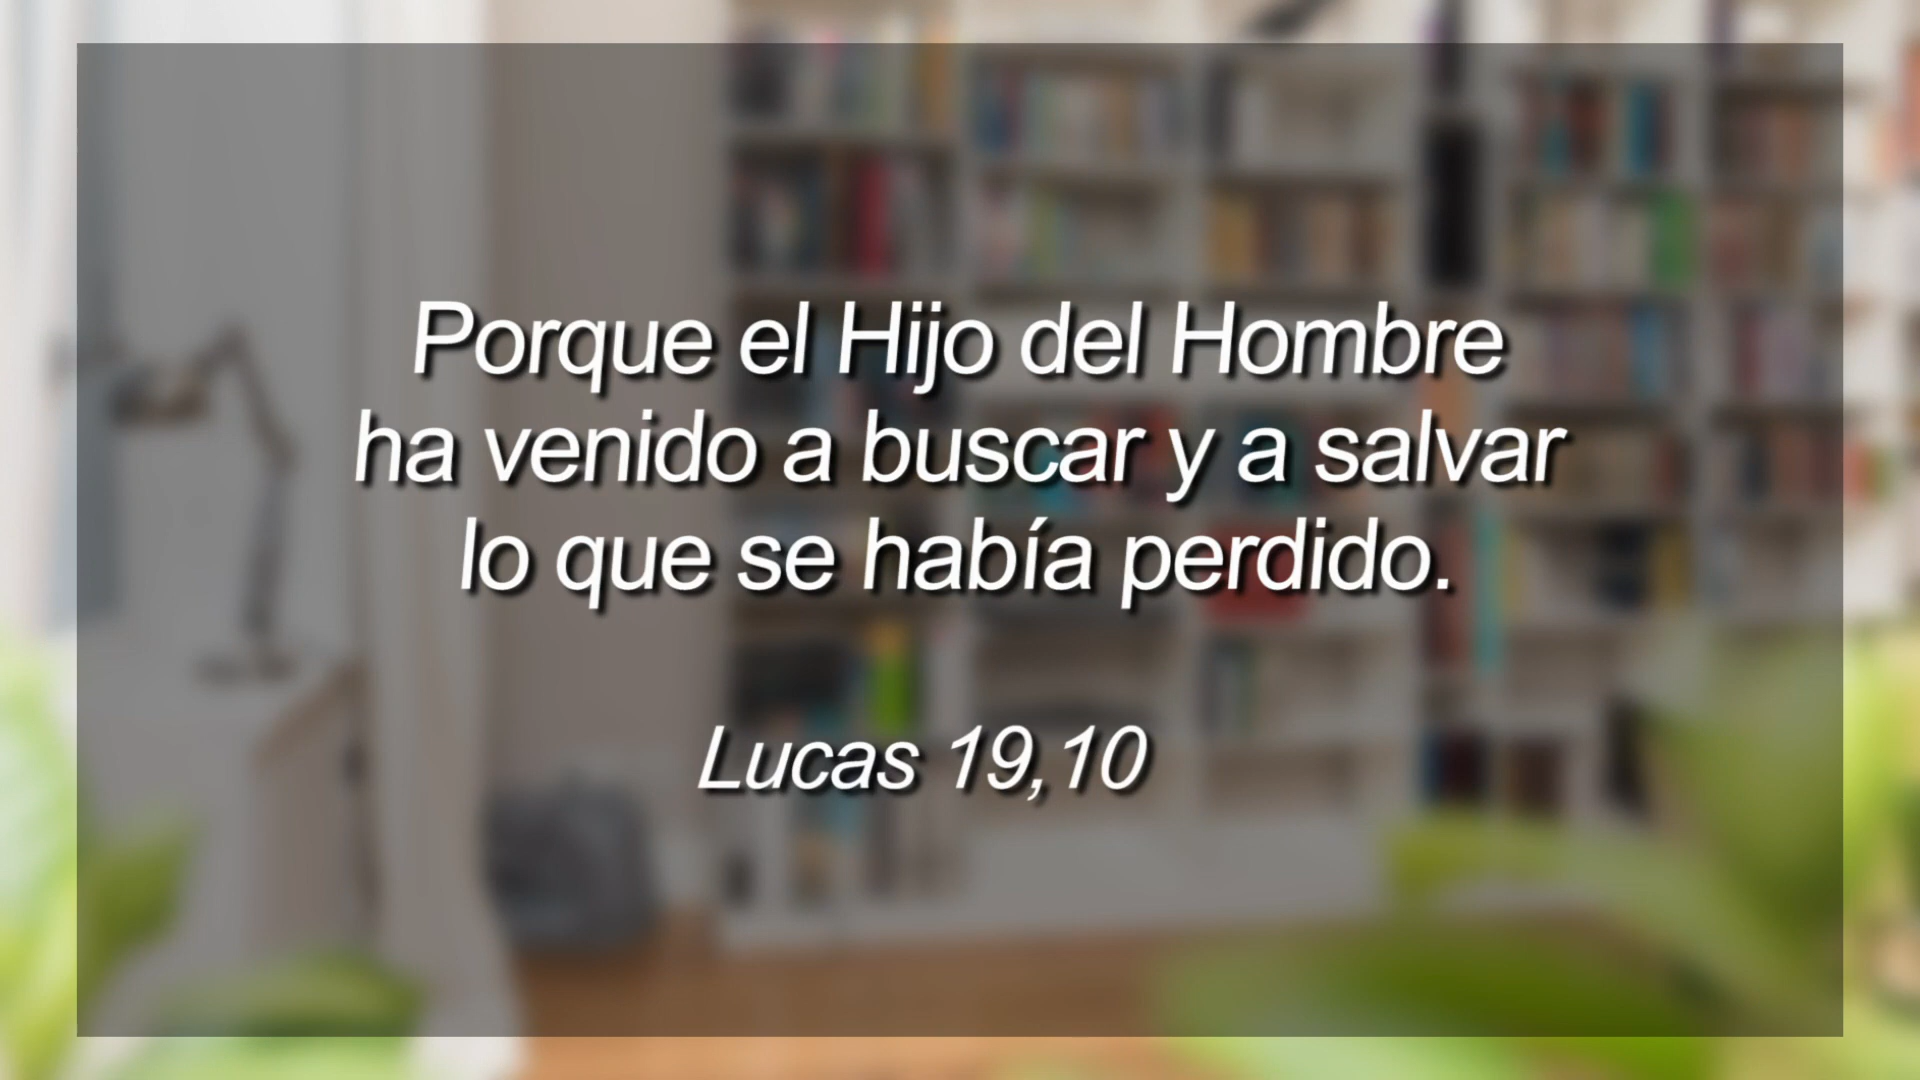 Porque el Hijo del Hombre
ha venido a buscar y a salvar
lo que se había perdido.
Lucas 19,10